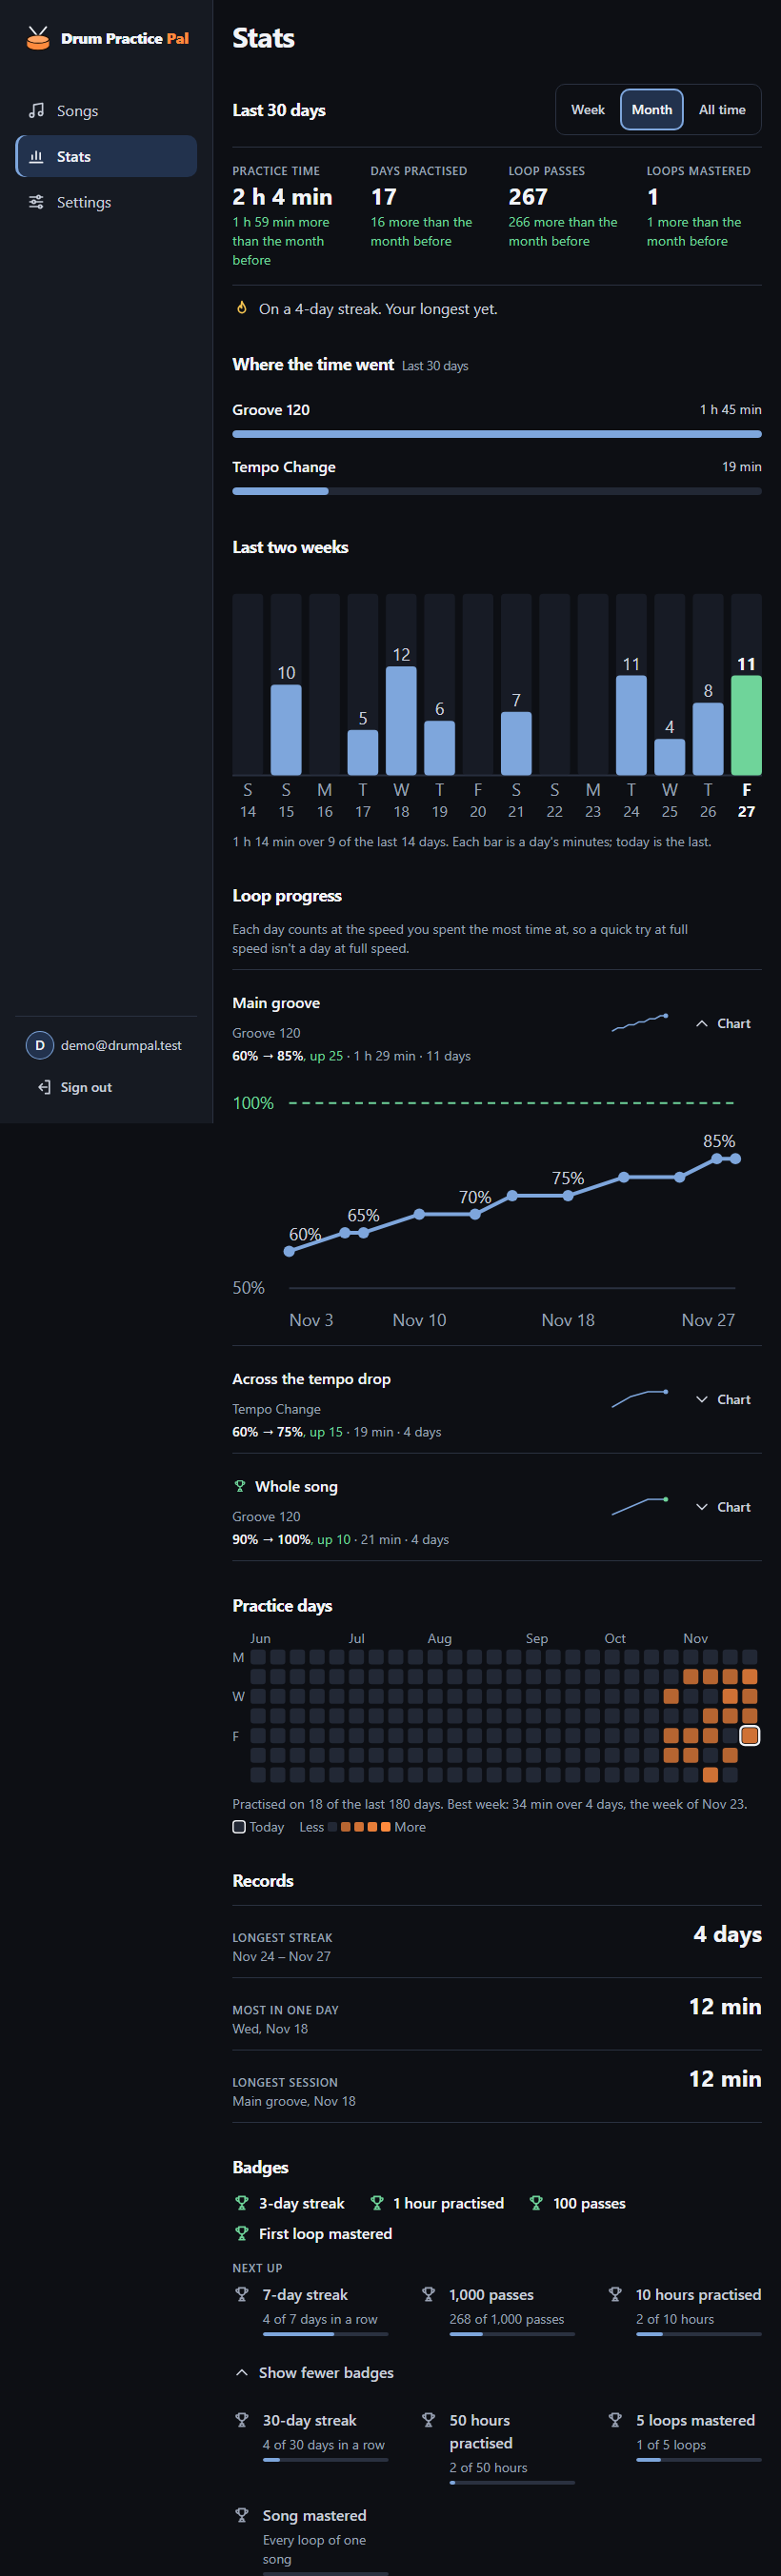 Drum Practice Pal
Songs
Stats
Settings
demo@drumpal.test
D
Sign out
Stats
Last 30 days
Week
Month
All time
PRACTICE TIME
2 h 4 min
1 h 59 min more
than the month
before
DAYS PRACTISED
17
16 more than the
month before
LOOP PASSES
267
266 more than the
month before
LOOPS MASTERED
1
1 more than the
month before
On a 4-day streak. Your longest yet.
Where the time went Last 30 days
Groove 120 1 h 45 min
Tempo Change 19 min
Last two weeks
10 5 12 6 7 11 4 8 11
S S M T W T F S S M T W T F
14 15 16 17 18 19 20 21 22 23 24 25 26 27
1 h 14 min over 9 of the last 14 days. Each bar is a day's minutes; today is the last.
Loop progress
Each day counts at the speed you spent the most time at, so a quick try at full
speed isn't a day at full speed.
Main groove
Groove 120
60% → 85%, up 25 · 1 h 29 min · 11 days
Chart
100%
85%
75%
70%
65%
60%
50%
Nov 3 Nov 10 Nov 18 Nov 27
Across the tempo drop
Tempo Change
60% → 75%, up 15 · 19 min · 4 days
Chart
Whole song
Groove 120
90% → 100%, up 10 · 21 min · 4 days
Chart
Practice days
Jun Jul Aug Sep Oct Nov
M
W
F
Practised on 18 of the last 180 days. Best week: 34 min over 4 days, the week of Nov 23.
Today Less More
Records
LONGEST STREAK
Nov 24 – Nov 27
4 days
MOST IN ONE DAY
Wed, Nov 18
12 min
LONGEST SESSION
Main groove, Nov 18
12 min
Badges
3-day streak
1 hour practised
100 passes
First loop mastered
NEXT UP
7-day streak
4 of 7 days in a row
1,000 passes
268 of 1,000 passes
10 hours practised
2 of 10 hours
Show fewer badges
30-day streak
4 of 30 days in a row
50 hours
practised
2 of 50 hours
5 loops mastered
1 of 5 loops
Song mastered
Every loop of one
song